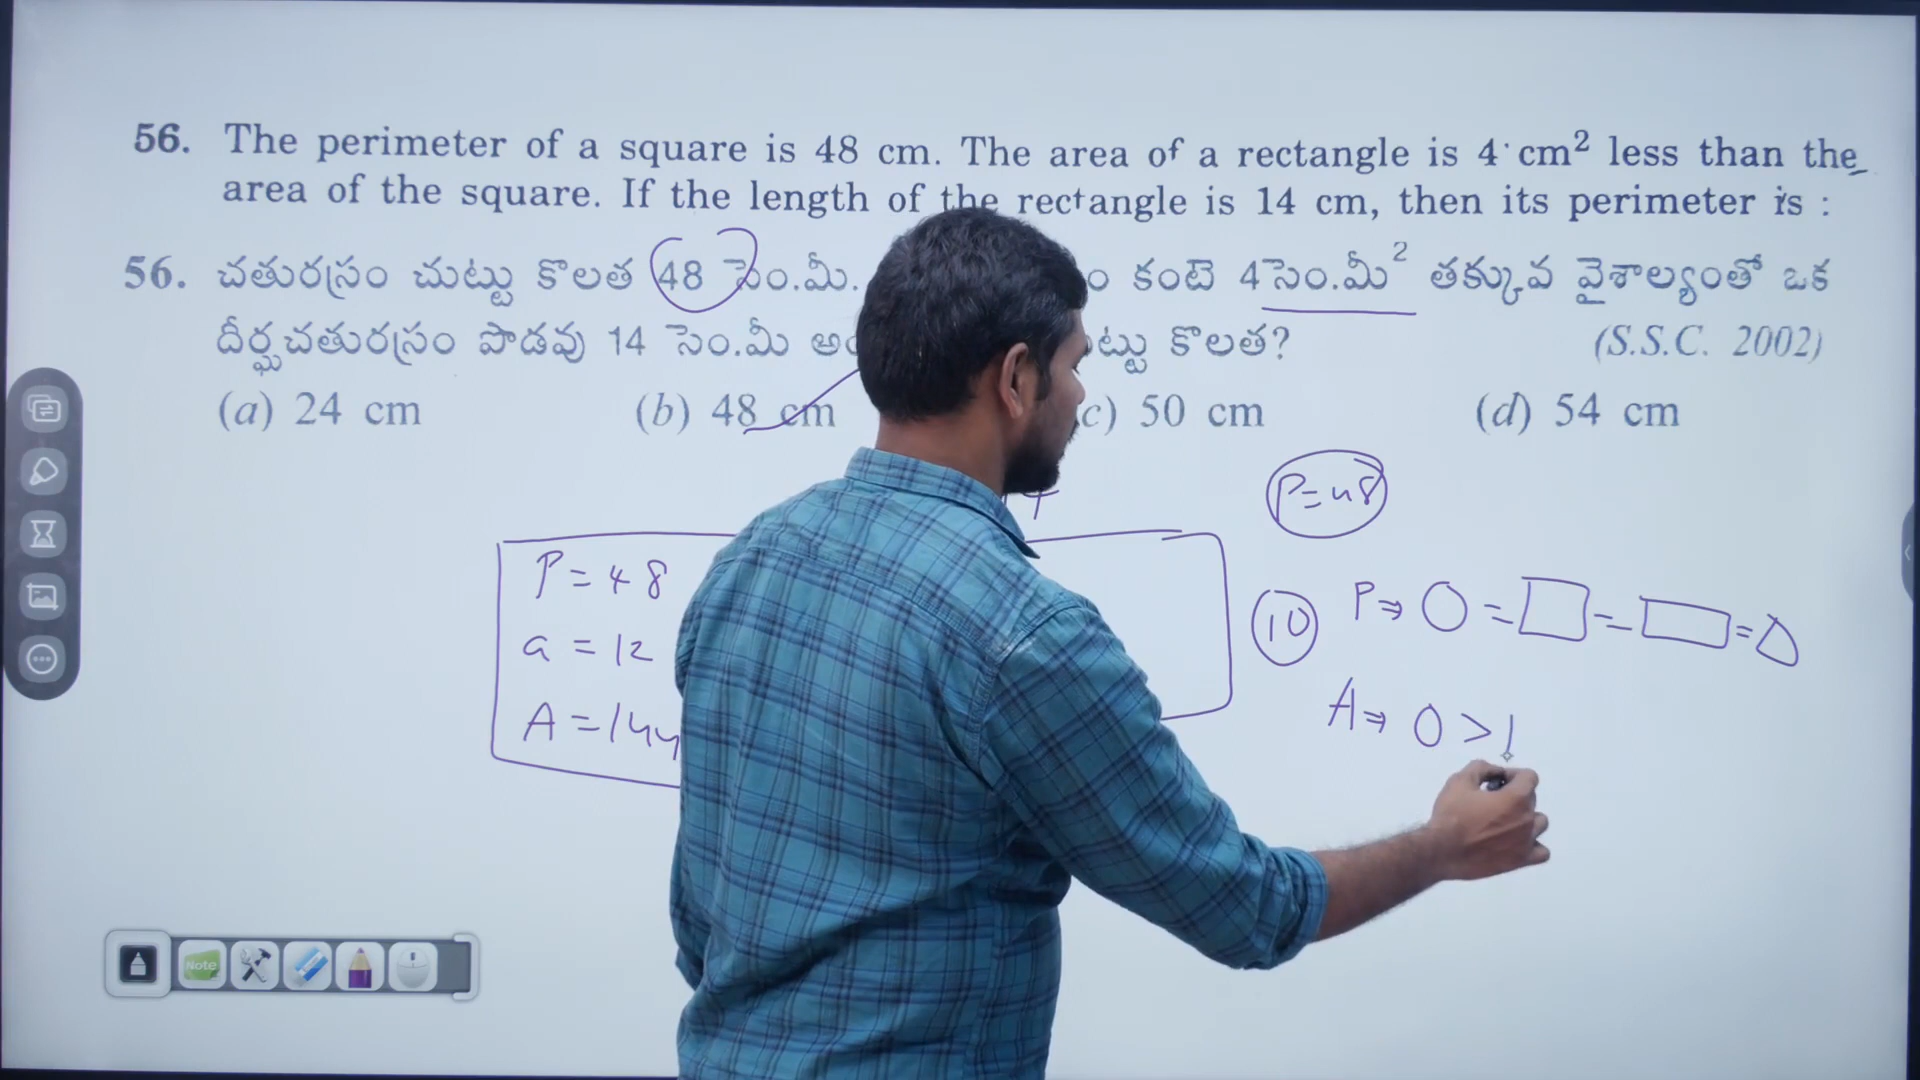 56. The perimeter of a square is 48 cm. The area of a rectangle is 4 cm² less than the
area of the square. If the length of the rectangle is 14 cm, then its perimeter is :
56. చతురస్రం చుట్టు కొలత 48 సెం.మీ. కంటె 4సెం.మీ² తక్కువ వైశాల్యంతో ఒక
దీర్ఘచతురస్రం పొడవు 14 సెం.మీ కొలత? (S.S.C. 2002)
(a) 24 cm (b) 48 cm (c) 50 cm (d) 54 cm
P=48
P = 48
a = 12
A = 144
10 P⇒ O = □ = ▭ = △
A⇒ O >
Note